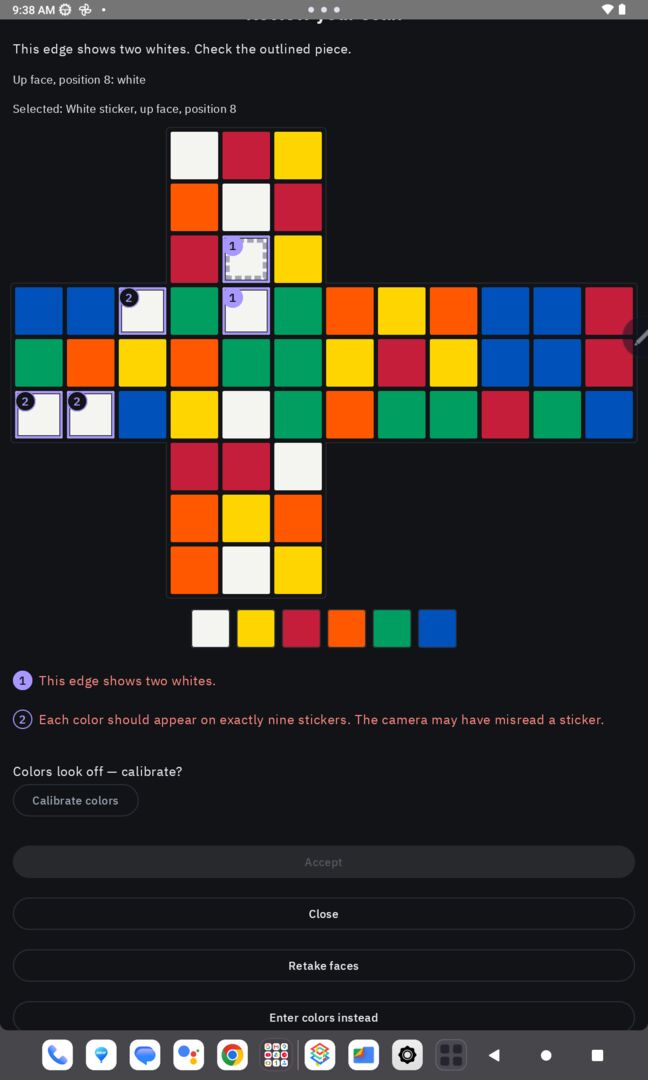 9:38 AM
This edge shows two whites. Check the outlined piece.
Up face, position 8: white
Selected: White sticker, up face, position 8
1
2 1
2 2
1 This edge shows two whites.
2 Each color should appear on exactly nine stickers. The camera may have misread a sticker.
Colors look off — calibrate?
Calibrate colors
Accept
Close
Retake faces
Enter colors instead